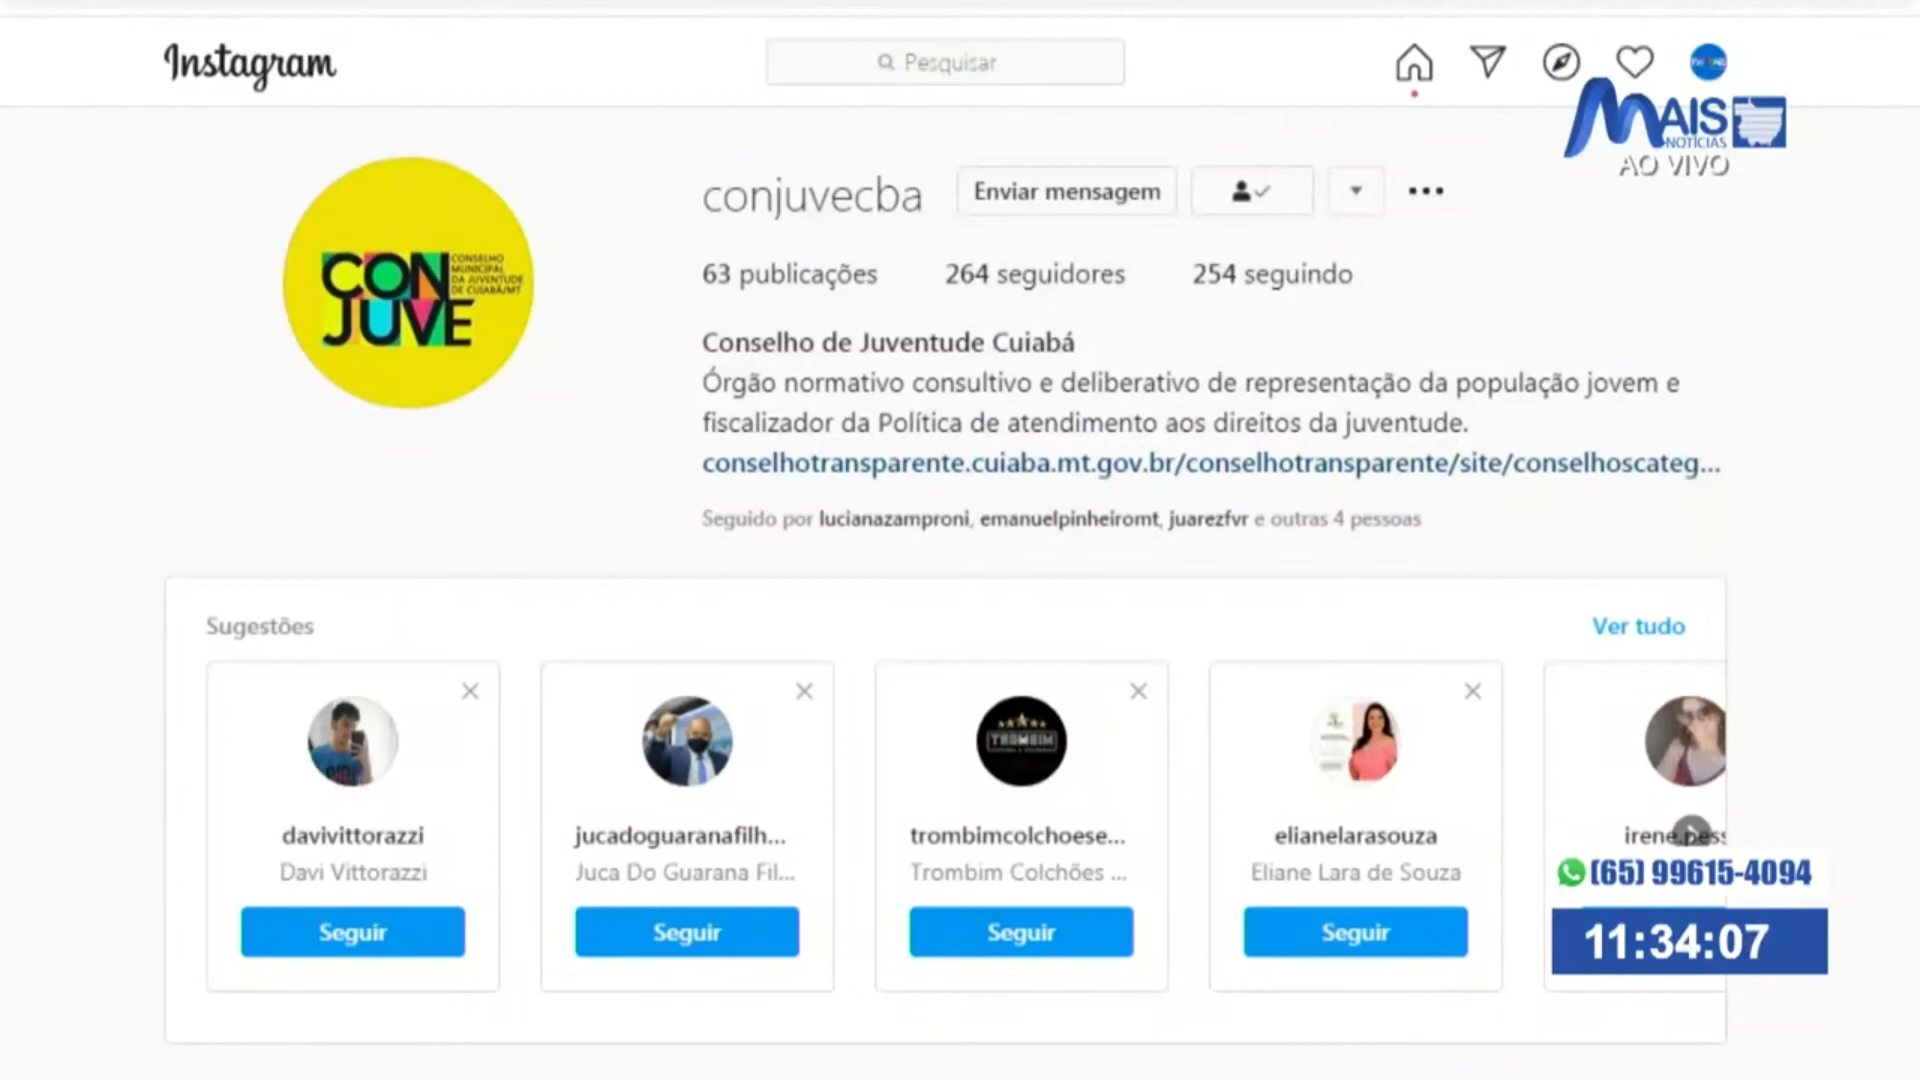 Instagram
Pesquisar
MAIS
NOTÍCIAS
AO VIVO
CON
JUVE
CONSELHO
MUNICIPAL
DA JUVENTUDE
DE CUIABÁ/MT
conjuvecba
Enviar mensagem
63 publicações
264 seguidores
254 seguindo
Conselho de Juventude Cuiabá
Órgão normativo consultivo e deliberativo de representação da população jovem e
fiscalizador da Política de atendimento aos direitos da juventude.
conselhotransparente.cuiaba.mt.gov.br/conselhotransparente/site/conselhoscateg...
Seguido por lucianazamproni, emanuelpinheiromt, juarezfvr e outras 4 pessoas
Sugestões
Ver tudo
TROMBIM
davivittorazzi
Davi Vittorazzi
Seguir
jucadoguaranafilh...
Juca Do Guarana Fil...
Seguir
trombimcolchoese...
Trombim Colchões ...
Seguir
elianelarasouza
Eliane Lara de Souza
Seguir
irene.pess
(65) 99615-4094
11:34:07